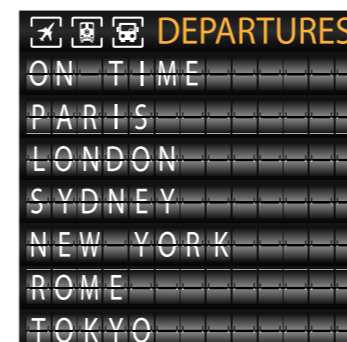 DEPARTURES
ON TIME
PARIS
LONDON
SYDNEY
NEW YORK
ROME
TOKYO